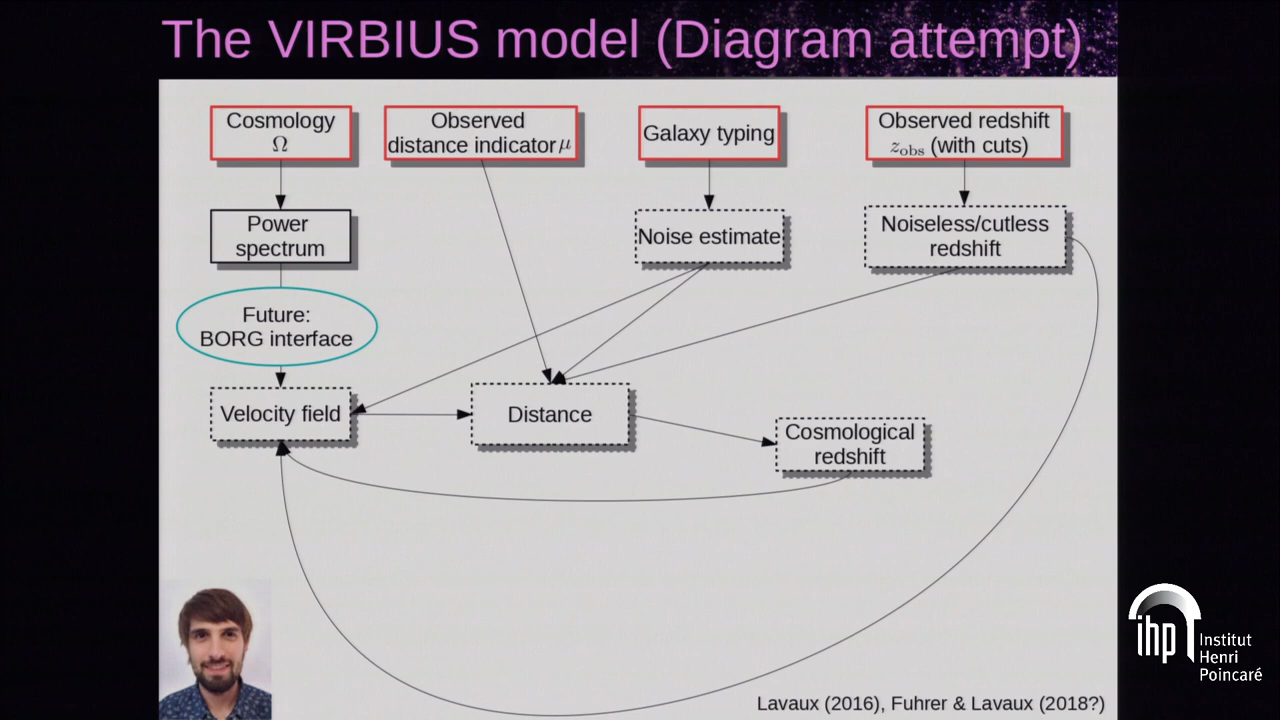 The VIRBIUS model (Diagram attempt)
Cosmology
Ω
Observed
distance indicator μ
Galaxy typing
Observed redshift
z_obs (with cuts)
Power
spectrum
Noise estimate
Noiseless/cutless
redshift
Future:
BORG interface
Velocity field
Distance
Cosmological
redshift
Lavaux (2016), Fuhrer & Lavaux (2018?)
ihp
Institut
Henri
Poincaré